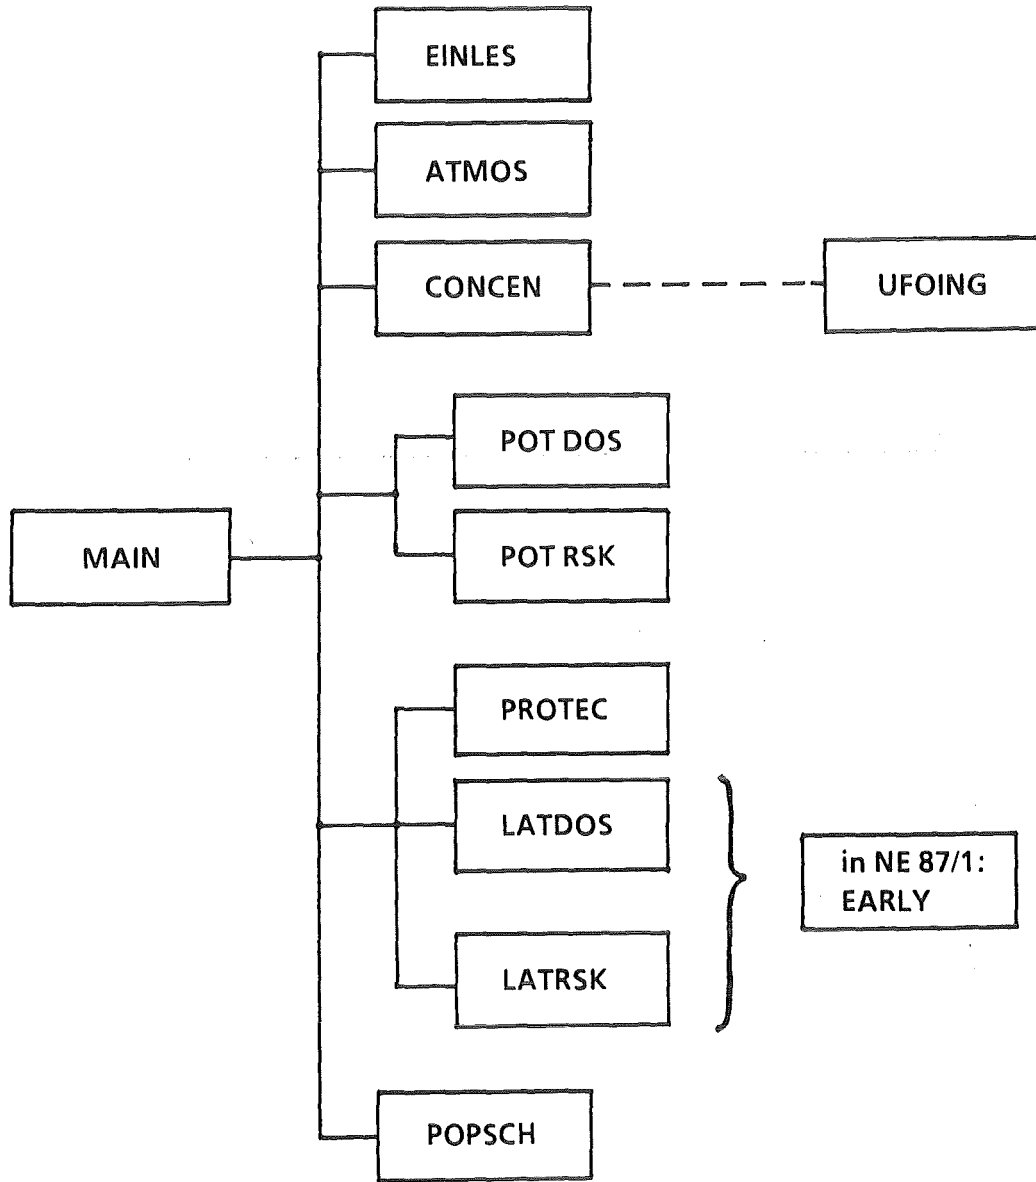 EINLES
ATMOS
CONCEN
UFOING
POT DOS
POT RSK
MAIN
PROTEC
LATDOS
in NE 87/1:
EARLY
LATRSK
POPSCH